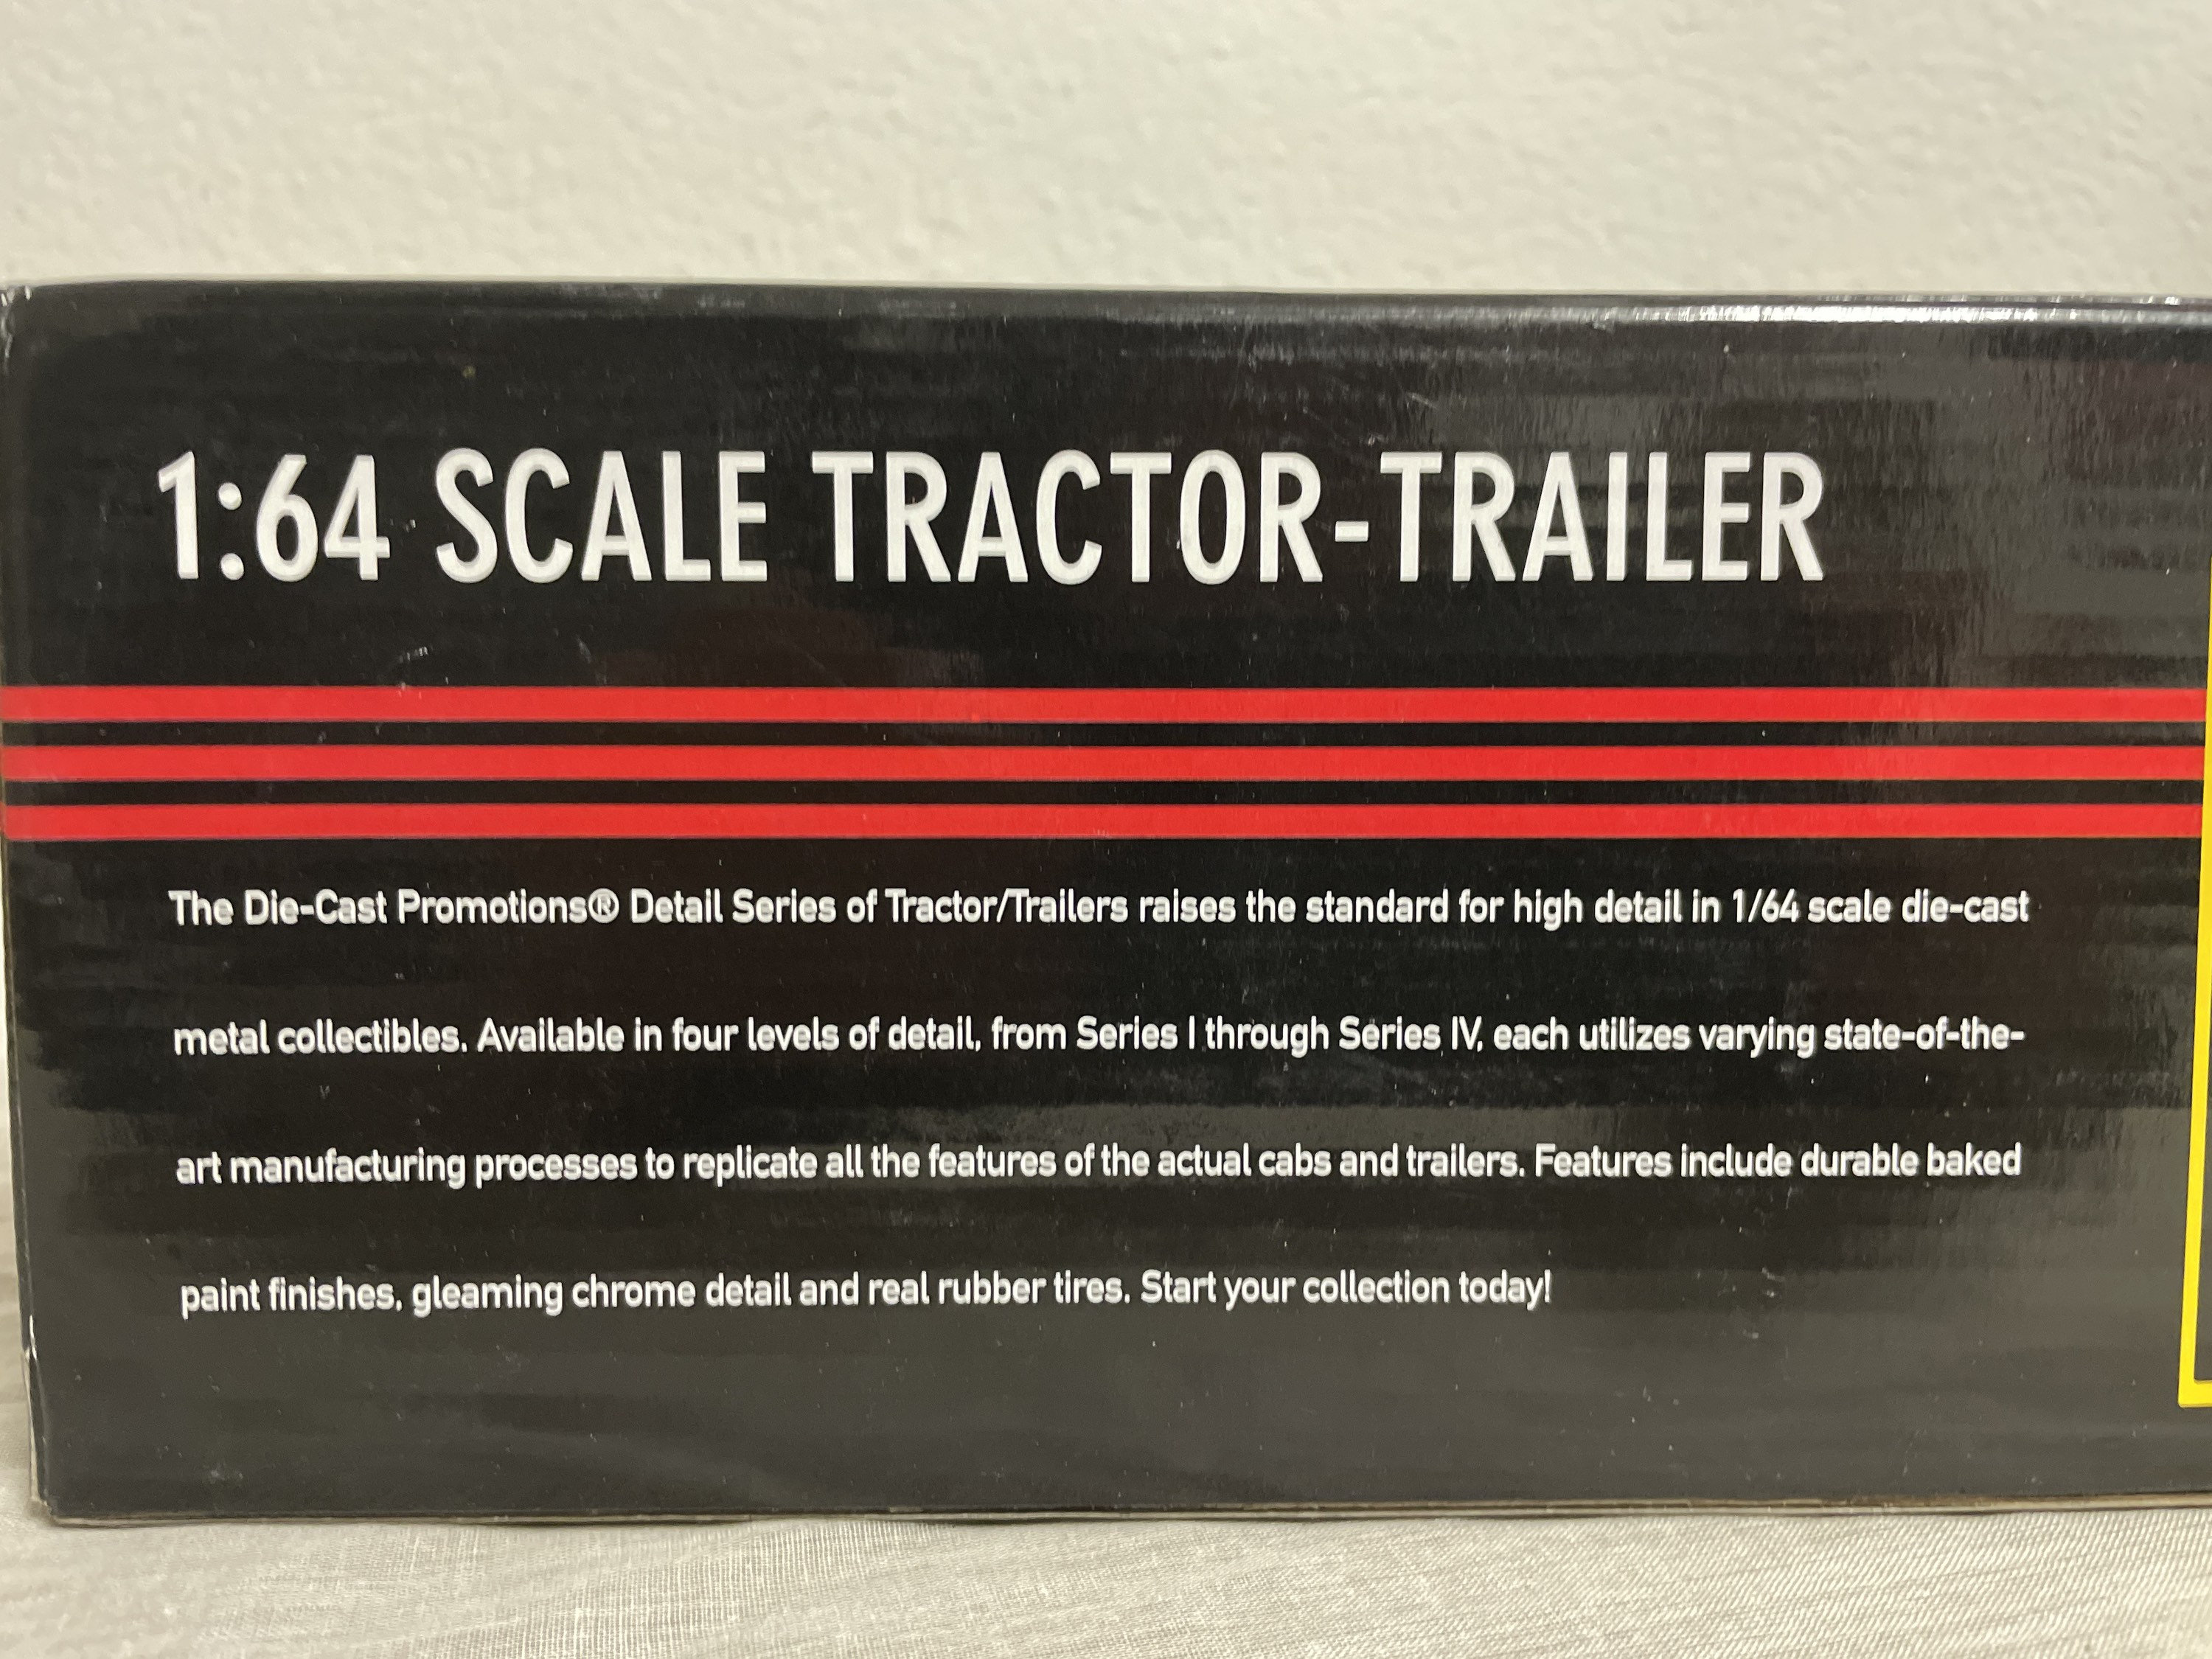 1:64 SCALE TRACTOR-TRAILER
The Die-Cast Promotions® Detail Series of Tractor/Trailers raises the standard for high detail in 1/64 scale die-cast
metal collectibles. Available in four levels of detail, from Series I through Series IV, each utilizes varying state-of-the-
art manufacturing processes to replicate all the features of the actual cabs and trailers. Features include durable baked
paint finishes, gleaming chrome detail and real rubber tires. Start your collection today!